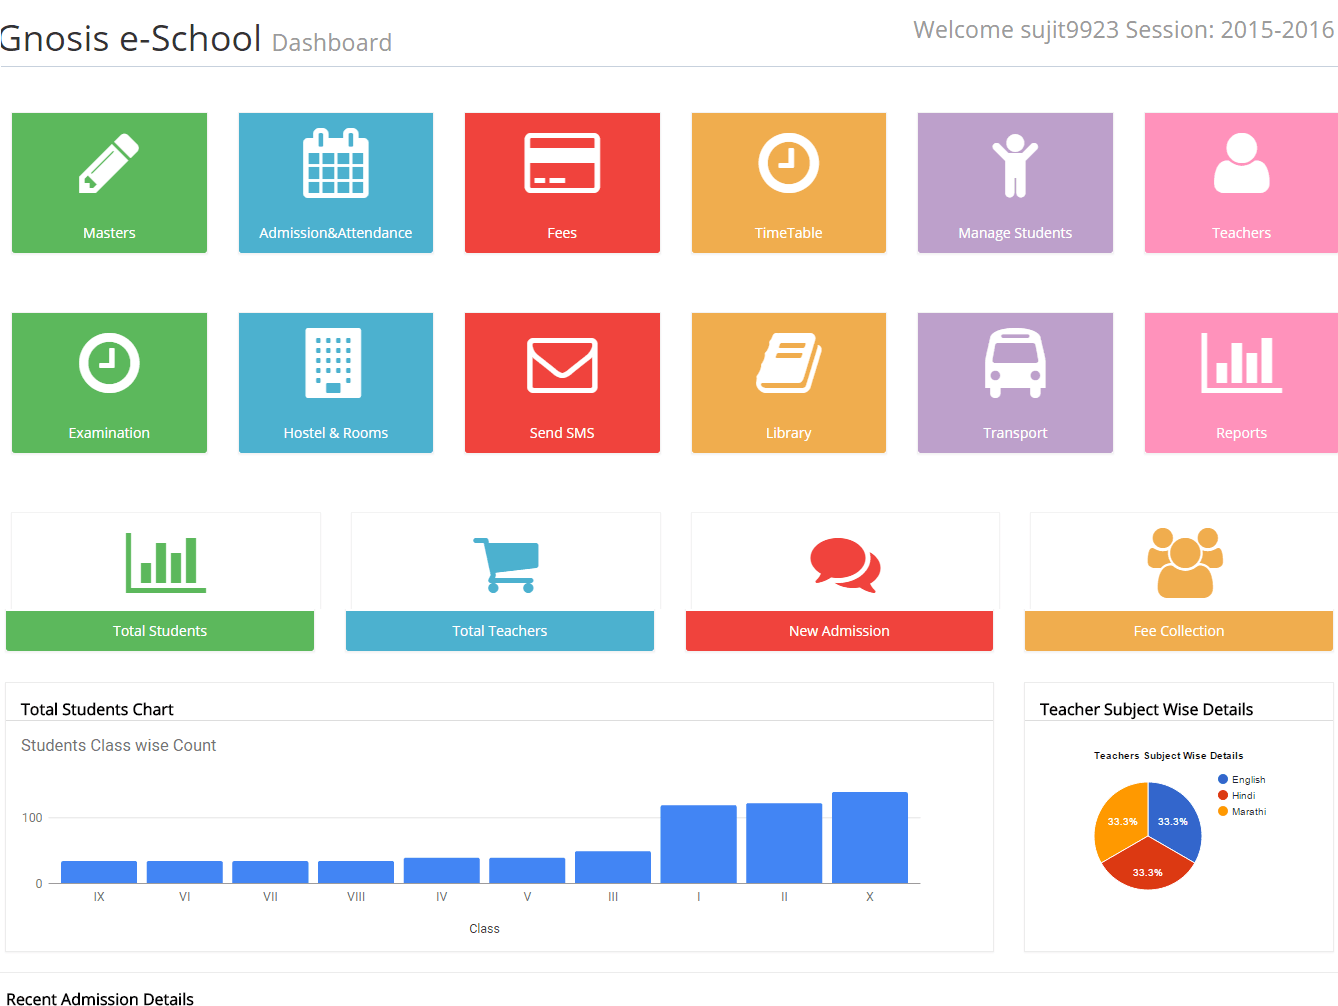 Gnosis e-School Dashboard
Welcome sujit9923 Session: 2015-2016
Masters
Admission&Attendance
Fees
TimeTable
Manage Students
Teachers
Examination
Hostel & Rooms
Send SMS
Library
Transport
Reports
Total Students
Total Teachers
New Admission
Fee Collection
Total Students Chart
Students Class wise Count
100
0
IX
VI
VII
VIII
IV
V
III
I
II
X
Class
Teacher Subject Wise Details
Teachers Subject Wise Details
English
Hindi
Marathi
33.3%
33.3%
33.3%
Recent Admission Details